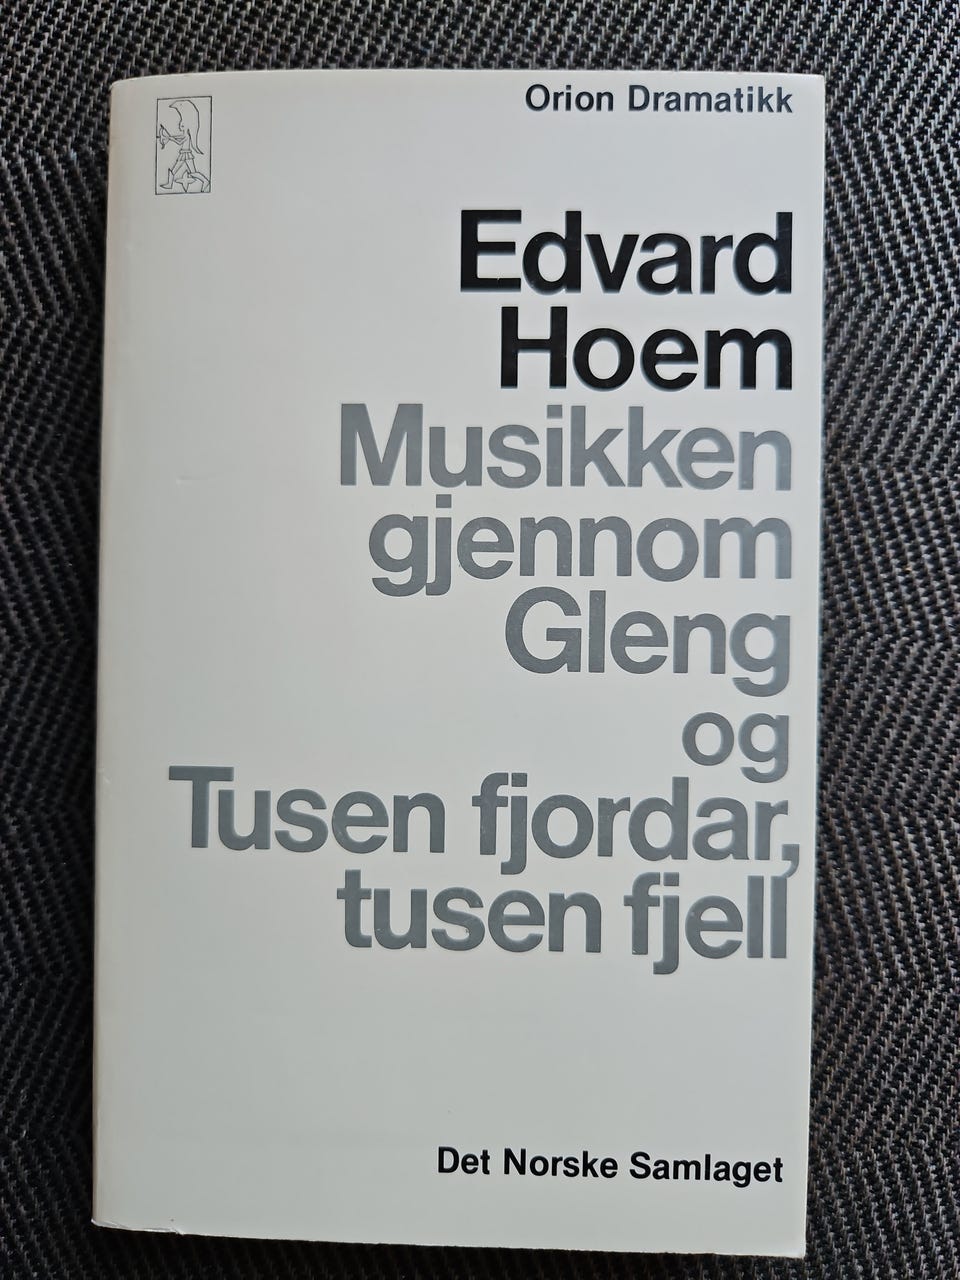 Orion Dramatikk
Edvard
Hoem
Musikken
gjennom
Gleng
og
Tusen fjordar,
tusen fjell
Det Norske Samlaget